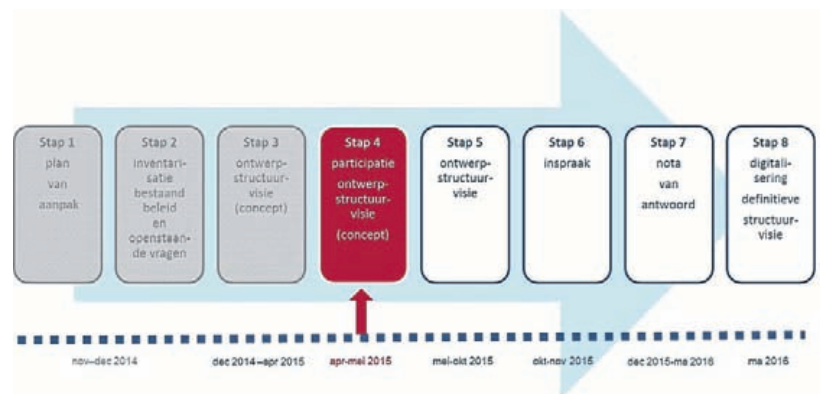 Stap 1
plan
van
aanpak
Stap 2
inventari-
satie
bestaand
beleid
en
openstaan-
de vragen
Stap 3
ontwerp-
structuur-
visie
(concept)
Stap 4
participatie
ontwerp-
structuur-
visie
(concept)
Stap 5
ontwerp-
structuur-
visie
Stap 6
inspraak
Stap 7
nota
van
antwoord
Stap 8
digitali-
sering
definitieve
structuur-
visie
nov-dec 2014
dec 2014-apr 2015
apr-mei 2015
mei-okt 2015
okt-nov 2015
dec 2015-ma 2016
ma 2016